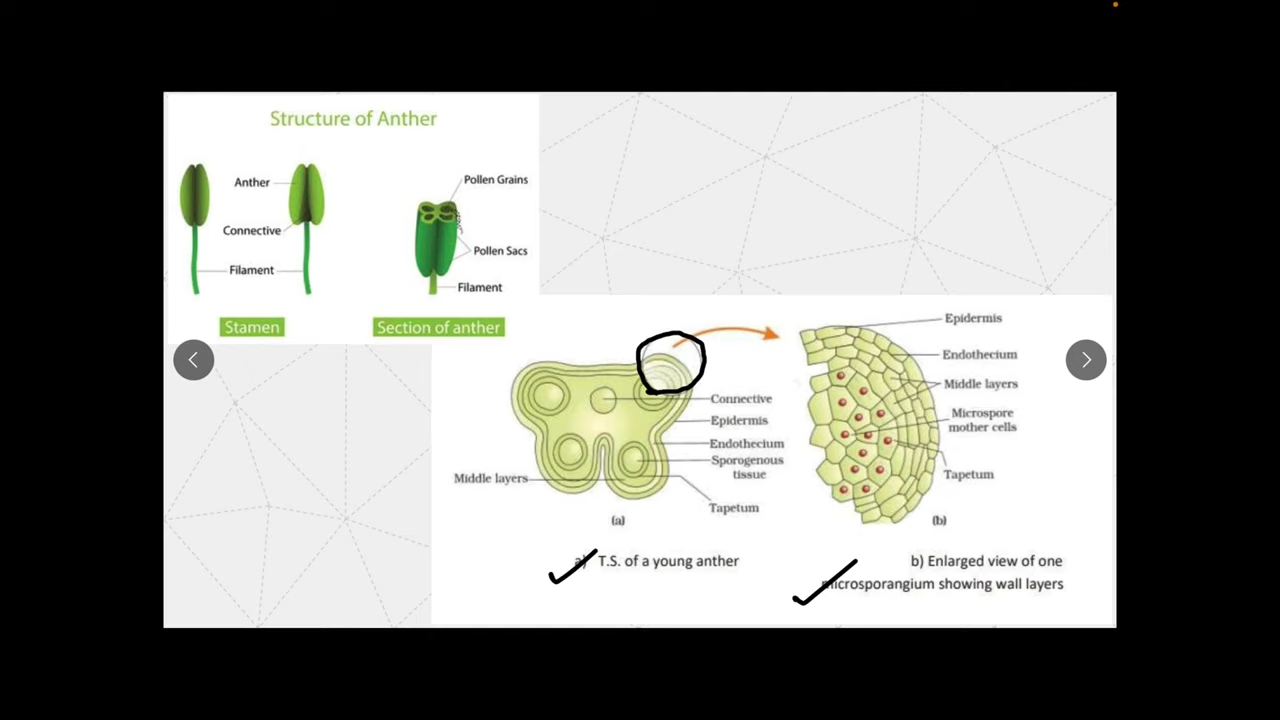 Structure of Anther
Anther
Connective
Filament
Stamen
Pollen Grains
Pollen Sacs
Filament
Section of anther
Connective
Epidermis
Endothecium
Sporogenous
tissue
Middle layers
Tapetum
(a)
a) T.S. of a young anther
Epidermis
Endothecium
Middle layers
Microspore
mother cells
Tapetum
(b)
b) Enlarged view of one
microsporangium showing wall layers